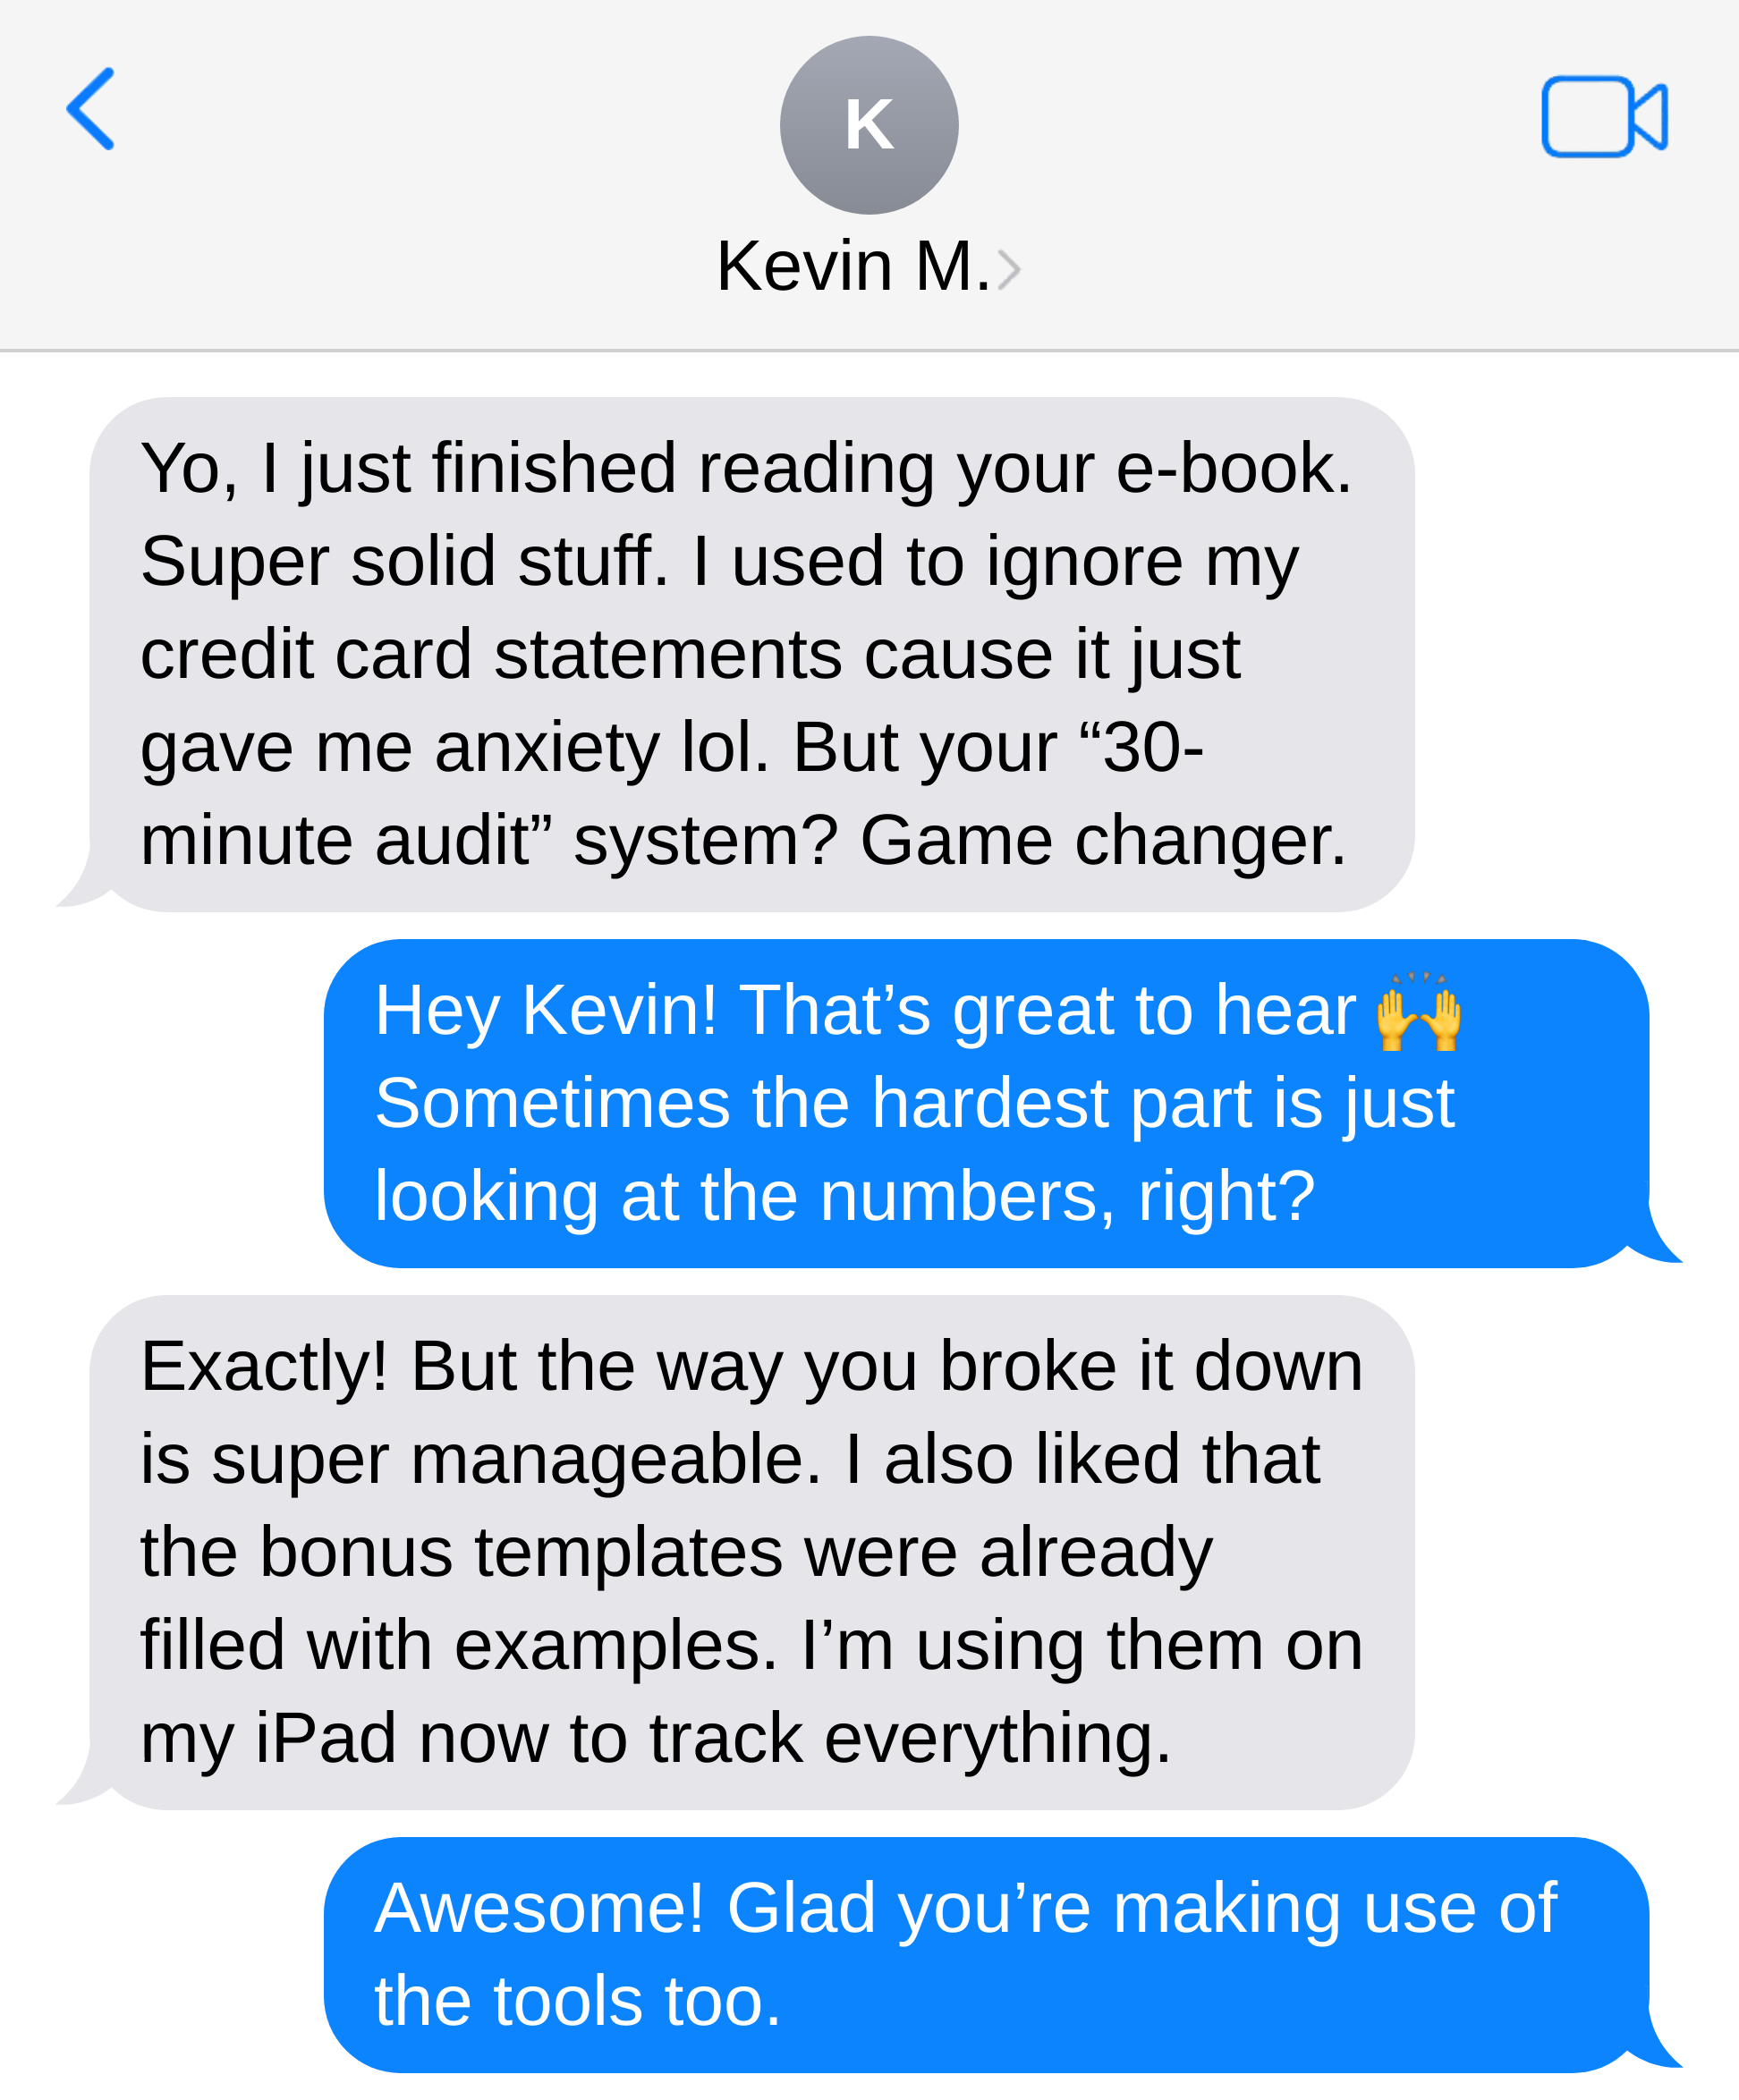 K
Kevin M.
Yo, I just finished reading your e-book.
Super solid stuff. I used to ignore my
credit card statements cause it just
gave me anxiety lol. But your “30-
minute audit” system? Game changer.
Hey Kevin! That’s great to hear 🙌
Sometimes the hardest part is just
looking at the numbers, right?
Exactly! But the way you broke it down
is super manageable. I also liked that
the bonus templates were already
filled with examples. I’m using them on
my iPad now to track everything.
Awesome! Glad you’re making use of
the tools too.